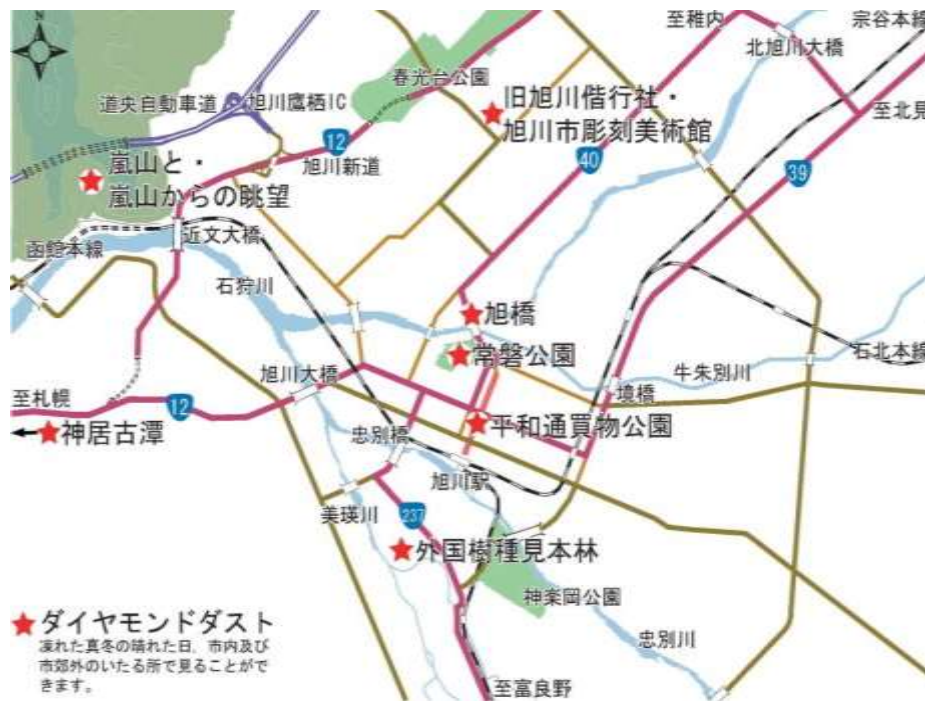 至稚内
宗谷本線
北旭川大橋
春光台公園
道央自動車道
旭川鷹栖IC
旧旭川偕行社・
旭川市彫刻美術館
至北見
12
旭川新道
40
39
嵐山と・
嵐山からの眺望
近文大橋
函館本線
石狩川
旭橋
常磐公園
石北本線
牛朱別川
旭川大橋
境橋
至札幌
12
神居古潭
平和通買物公園
忠別橋
旭川駅
美瑛川
237
外国樹種見本林
神楽岡公園
忠別川
至富良野
ダイヤモンドダスト
凍れた真冬の晴れた日、市内及び
市郊外のいたる所で見ることがで
きます。